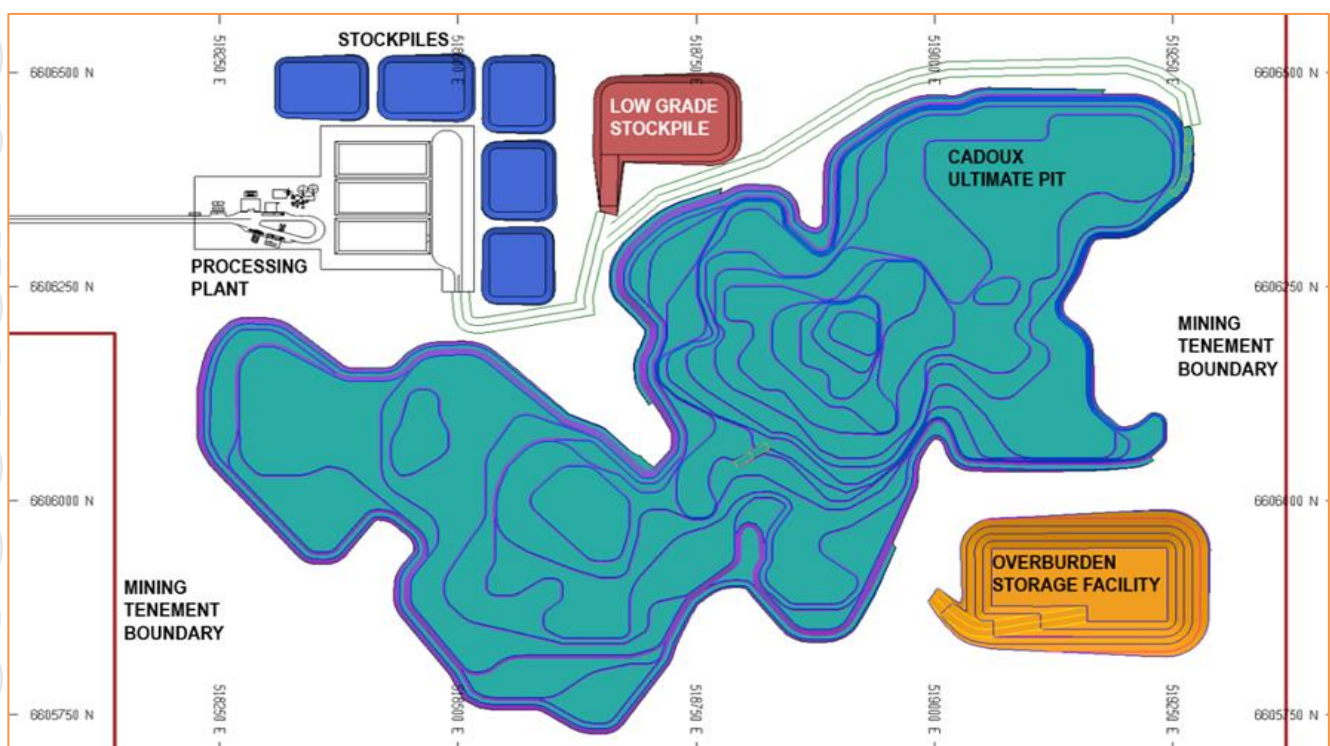 STOCKPILES
518250 E
518500 E
518750 E
519000 E
519250 E
6606500 N
6606500 N
LOW GRADE
STOCKPILE
CADOUX
ULTIMATE PIT
PROCESSING
PLANT
6606250 N
6606250 N
MINING
TENEMENT
BOUNDARY
6606000 N
6606000 N
OVERBURDEN
STORAGE FACILITY
MINING
TENEMENT
BOUNDARY
518250 E
518500 E
518750 E
519000 E
519250 E
6605750 N
6605750 N